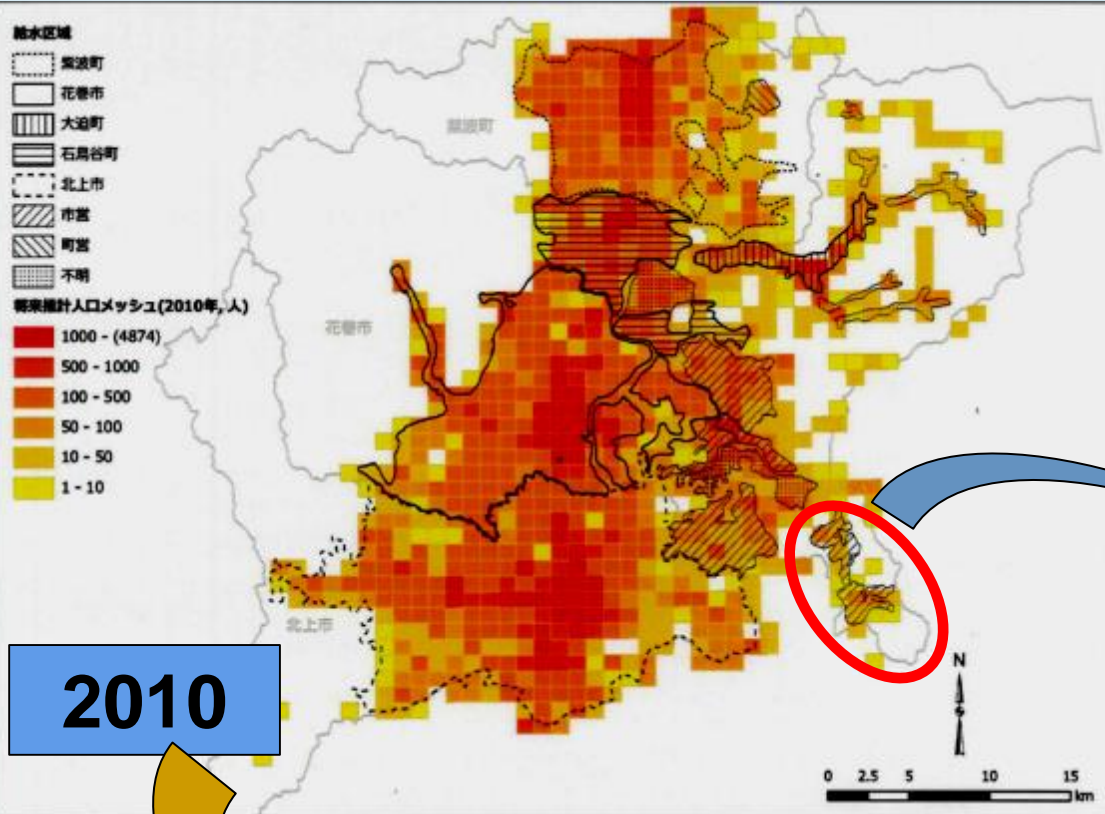 給水区域
紫波町
花巻市
大迫町
石鳥谷町
北上市
市営
町営
不明
将来推計人口メッシュ(2010年, 人)
1000 - (4874)
500 - 1000
100 - 500
50 - 100
10 - 50
1 - 10
紫波町
花巻市
北上市
2010
N
0 2.5 5 10 15
km